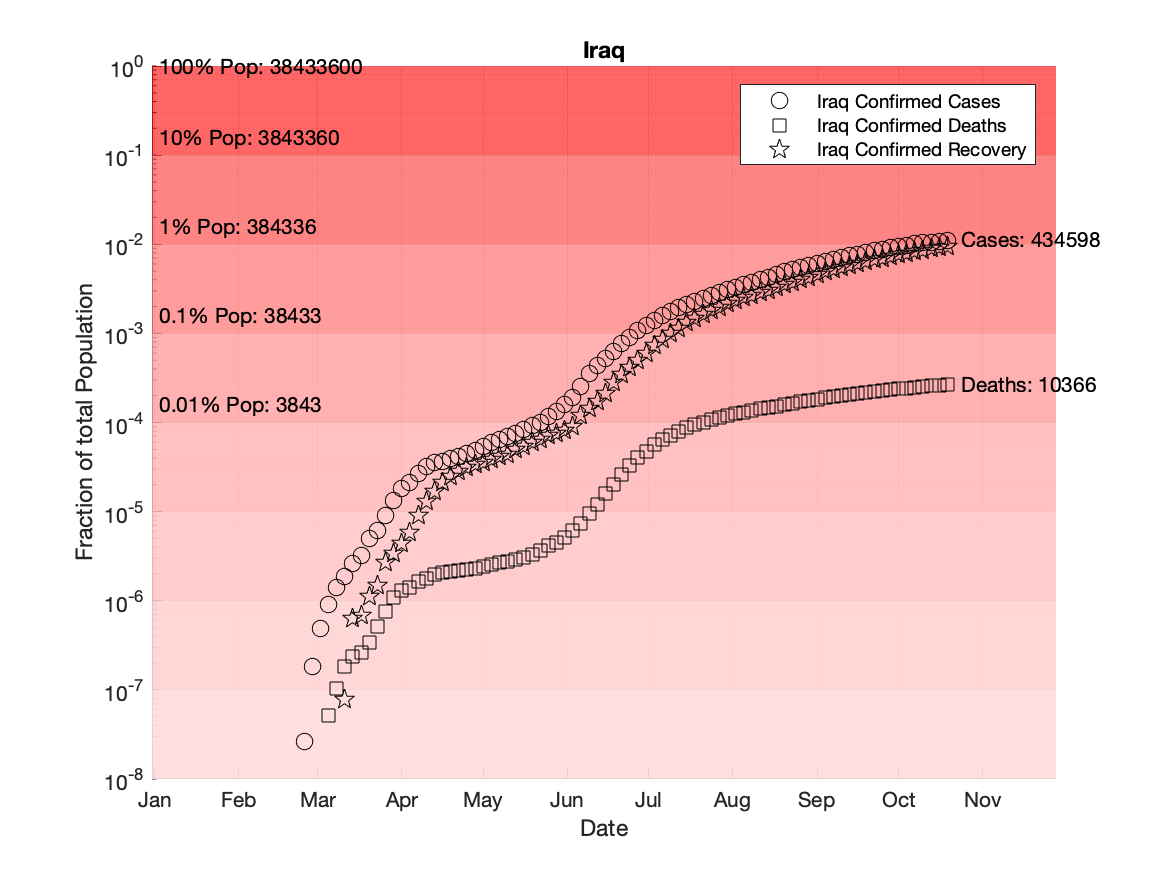 Iraq
10^0
100% Pop: 38433600
Iraq Confirmed Cases
Iraq Confirmed Deaths
Iraq Confirmed Recovery
10% Pop: 3843360
10^-1
1% Pop: 384336
10^-2
Cases: 434598
0.1% Pop: 38433
10^-3
Deaths: 10366
0.01% Pop: 3843
10^-4
10^-5
10^-6
10^-7
10^-8
Fraction of total Population
Jan Feb Mar Apr May Jun Jul Aug Sep Oct Nov
Date